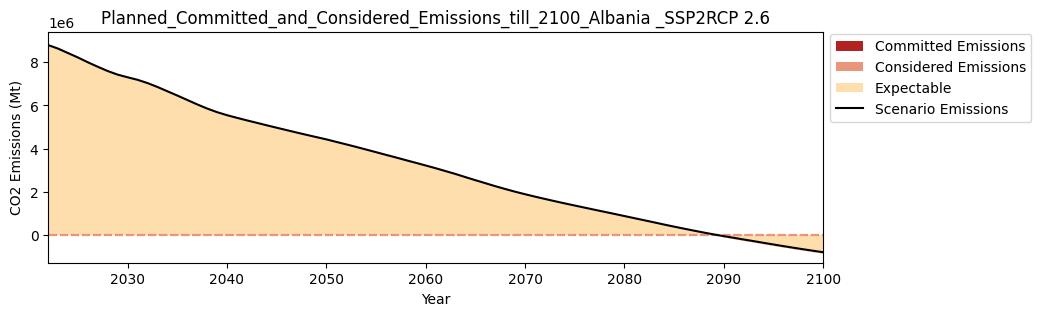 Planned_Committed_and_Considered_Emissions_till_2100_Albania _SSP2RCP 2.6
1e6
8
6
4
2
0
CO2 Emissions (Mt)
2030 2040 2050 2060 2070 2080 2090 2100
Year
Committed Emissions
Considered Emissions
Expectable
Scenario Emissions